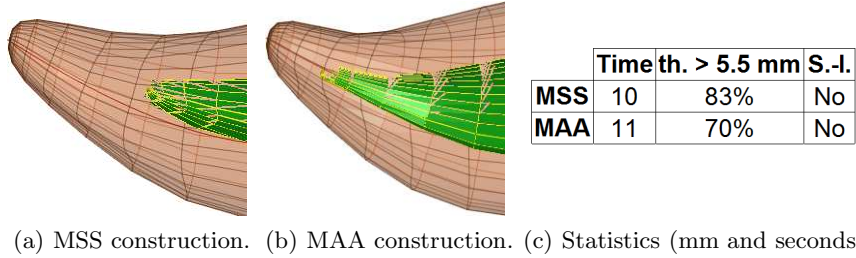 Time th. > 5.5 mm S.-I.
MSS 10 83% No
MAA 11 70% No
(a) MSS construction. (b) MAA construction. (c) Statistics (mm and seconds